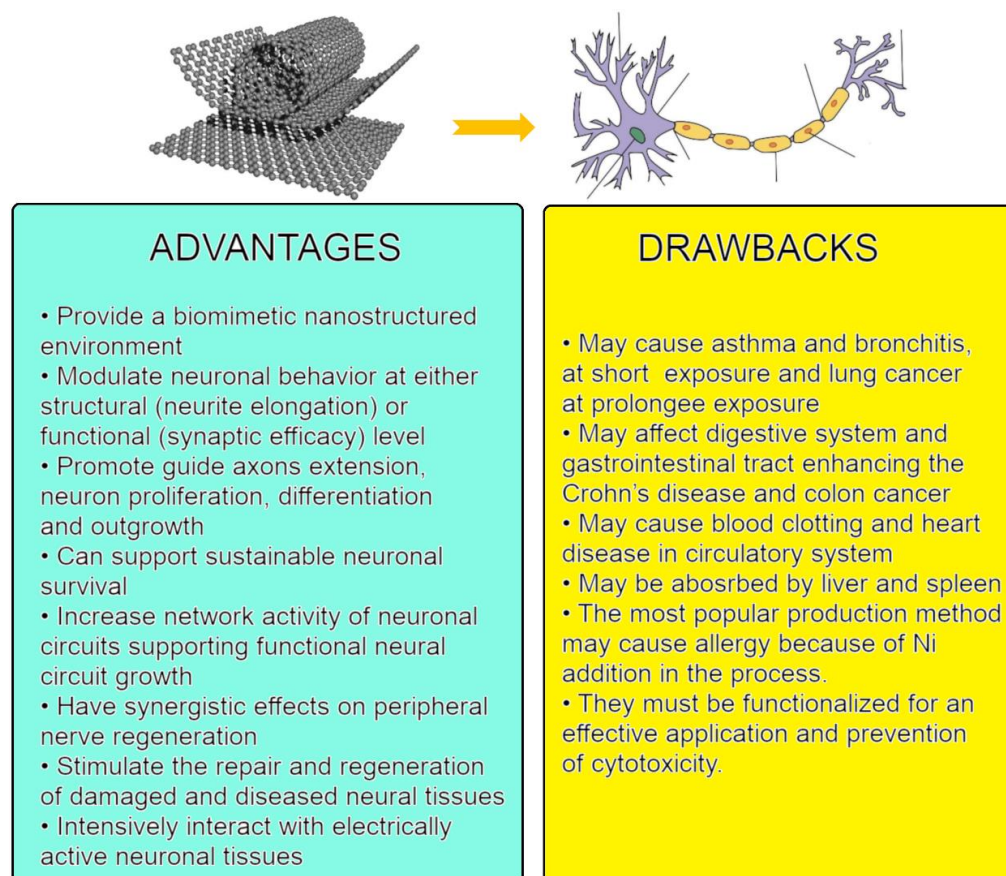 ADVANTAGES
• Provide a biomimetic nanostructured
environment
• Modulate neuronal behavior at either
structural (neurite elongation) or
functional (synaptic efficacy) level
• Promote guide axons extension,
neuron proliferation, differentiation
and outgrowth
• Can support sustainable neuronal
survival
• Increase network activity of neuronal
circuits supporting functional neural
circuit growth
• Have synergistic effects on peripheral
nerve regeneration
• Stimulate the repair and regeneration
of damaged and diseased neural tissues
• Intensively interact with electrically
active neuronal tissues
DRAWBACKS
• May cause asthma and bronchitis,
at short  exposure and lung cancer
at prolongee exposure
• May affect digestive system and
gastrointestinal tract enhancing the
Crohn’s disease and colon cancer
• May cause blood clotting and heart
disease in circulatory system
• May be abosrbed by liver and spleen
• The most popular production method
may cause allergy because of Ni
addition in the process.
• They must be functionalized for an
effective application and prevention
of cytotoxicity.